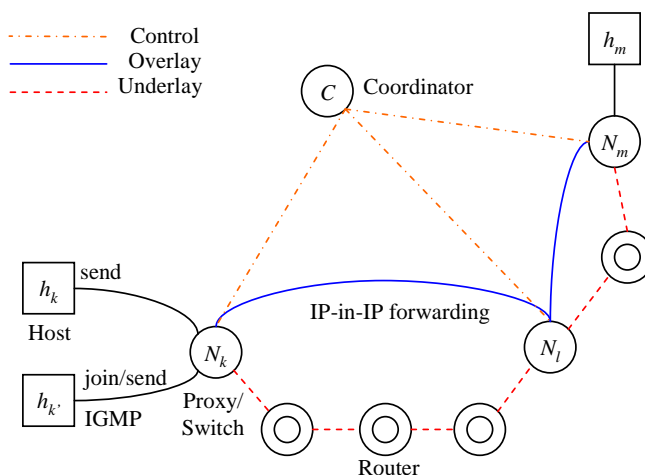 Control
Overlay
Underlay
h_m
C
Coordinator
N_m
send
h_k
Host
IP-in-IP forwarding
N_k
N_l
join/send
h_k'
IGMP
Proxy/
Switch
Router